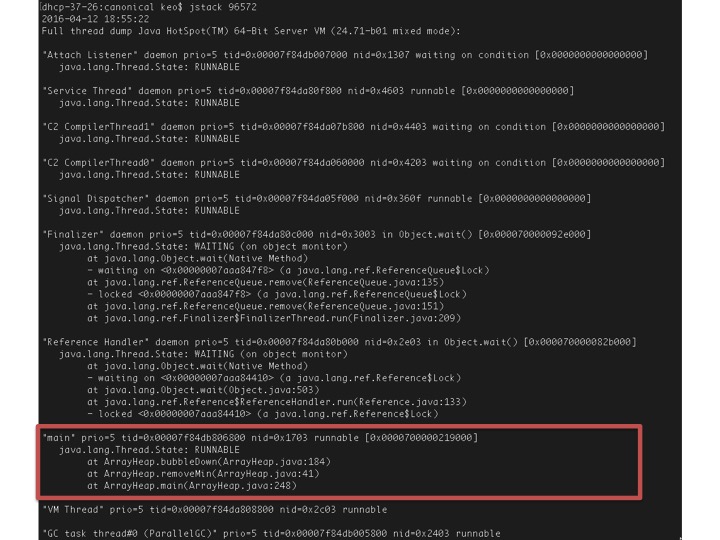 dhcp-37-26:canonical keo$ jstack 96572
2016-04-12 18:55:22
Full thread dump Java HotSpot(TM) 64-Bit Server VM (24.71-b01 mixed mode):
"Attach Listener" daemon prio=5 tid=0x00007f84db007000 nid=0x1307 waiting on condition [0x0000000000000000]
java.lang.Thread.State: RUNNABLE
"Service Thread" daemon prio=5 tid=0x00007f84da80f800 nid=0x4603 runnable [0x0000000000000000]
java.lang.Thread.State: RUNNABLE
"C2 CompilerThread1" daemon prio=5 tid=0x00007f84da07b800 nid=0x4403 waiting on condition [0x0000000000000000]
java.lang.Thread.State: RUNNABLE
"C2 CompilerThread0" daemon prio=5 tid=0x00007f84da060000 nid=0x4203 waiting on condition [0x0000000000000000]
java.lang.Thread.State: RUNNABLE
"Signal Dispatcher" daemon prio=5 tid=0x00007f84da05f000 nid=0x360f runnable [0x0000000000000000]
java.lang.Thread.State: RUNNABLE
"Finalizer" daemon prio=5 tid=0x00007f84da80c000 nid=0x3003 in Object.wait() [0x000070000092e000]
java.lang.Thread.State: WAITING (on object monitor)
at java.lang.Object.wait(Native Method)
- waiting on <0x00000007aaa847f8> (a java.lang.ref.ReferenceQueue$Lock)
at java.lang.ref.ReferenceQueue.remove(ReferenceQueue.java:135)
- locked <0x00000007aaa847f8> (a java.lang.ref.ReferenceQueue$Lock)
at java.lang.ref.ReferenceQueue.remove(ReferenceQueue.java:151)
at java.lang.ref.Finalizer$FinalizerThread.run(Finalizer.java:209)
"Reference Handler" daemon prio=5 tid=0x00007f84da80b000 nid=0x2e03 in Object.wait() [0x000070000082b000]
java.lang.Thread.State: WAITING (on object monitor)
at java.lang.Object.wait(Native Method)
- waiting on <0x00000007aaa84410> (a java.lang.ref.Reference$Lock)
at java.lang.Object.wait(Object.java:503)
at java.lang.ref.Reference$ReferenceHandler.run(Reference.java:133)
- locked <0x00000007aaa84410> (a java.lang.ref.Reference$Lock)
"main" prio=5 tid=0x00007f84db806800 nid=0x1703 runnable [0x0000700000219000]
java.lang.Thread.State: RUNNABLE
at ArrayHeap.bubbleDown(ArrayHeap.java:184)
at ArrayHeap.removeMin(ArrayHeap.java:41)
at ArrayHeap.main(ArrayHeap.java:248)
"VM Thread" prio=5 tid=0x00007f84da808800 nid=0x2c03 runnable
"GC task thread#0 (ParallelGC)" prio=5 tid=0x00007f84db005800 nid=0x2403 runnable